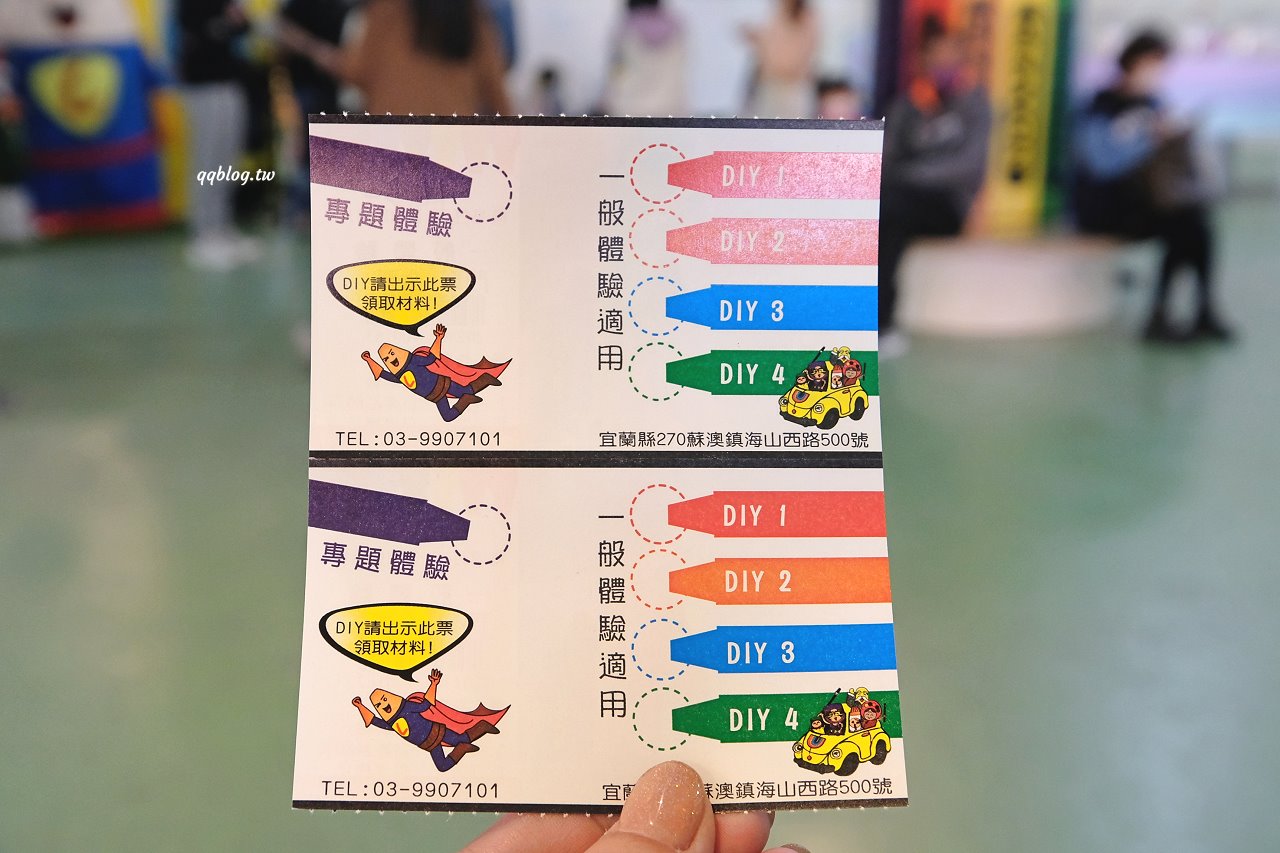 qqblog.tw
專題體驗
DIY請出示此票
領取材料!
TEL:03-9907101
一般體驗適用
DIY 1
DIY 2
DIY 3
DIY 4
宜蘭縣270蘇澳鎮海山西路500號
專題體驗
DIY請出示此票
領取材料!
TEL:03-9907101
一般體驗適用
DIY 1
DIY 2
DIY 3
DIY 4
宜蘇澳鎮海山西路500號